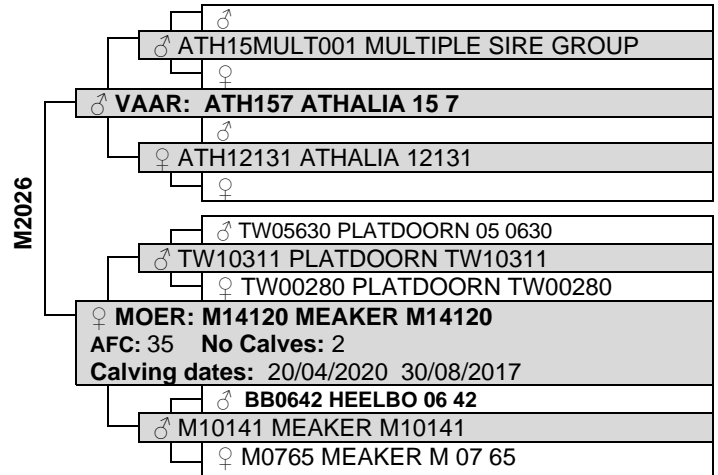 ♂
♂ ATH15MULT001 MULTIPLE SIRE GROUP
♀
♂ VAAR: ATH157 ATHALIA 15 7
♂
♀ ATH12131 ATHALIA 12131
♀
M2026
♂ TW05630 PLATDOORN 05 0630
♂ TW10311 PLATDOORN TW10311
♀ TW00280 PLATDOORN TW00280
♀ MOER: M14120 MEAKER M14120
AFC: 35 No Calves: 2
Calving dates: 20/04/2020 30/08/2017
♂ BB0642 HEELBO 06 42
♂ M10141 MEAKER M10141
♀ M0765 MEAKER M 07 65